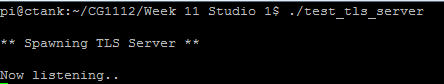 pi@ctank:~/CG1112/Week 11 Studio 1$ ./test_tls_server
** Spawning TLS Server **
Now listening..